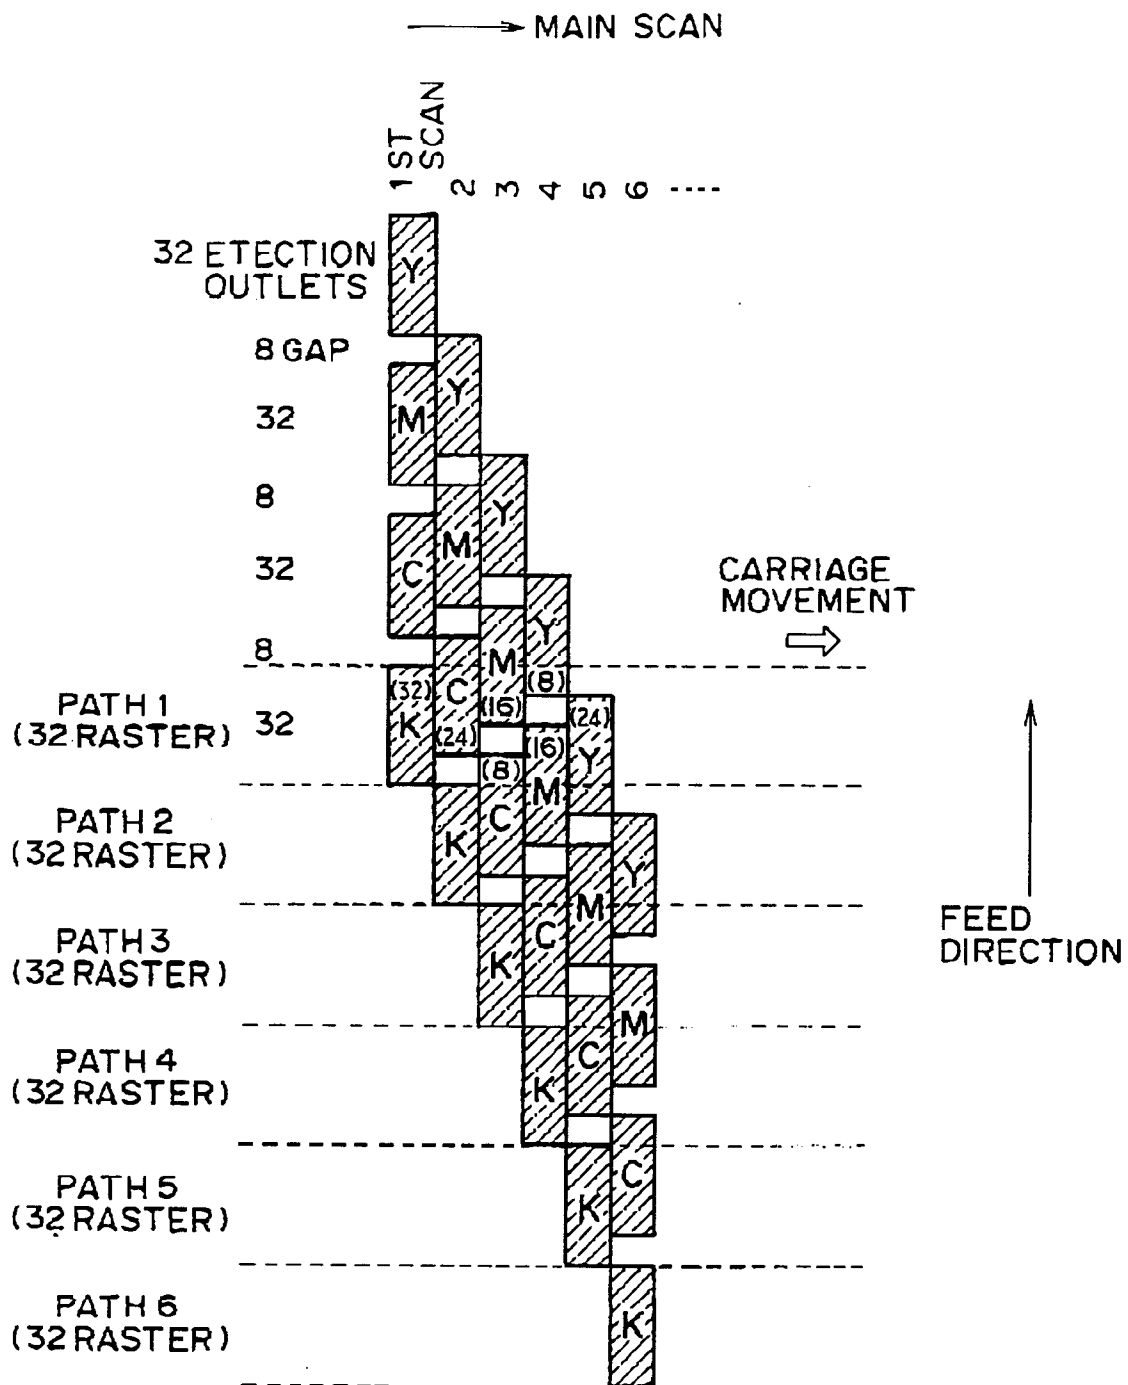 MAIN SCAN
1ST
SCAN
2 3 4 5 6 ----
32 ETECTION
OUTLETS
Y
8 GAP
Y
32
M
8
Y
M
32
C
CARRIAGE
MOVEMENT
Y
8
M
C
(8)
PATH 1
(32 RASTER)
32
(32)
K
(16)
(24)
(24)
(16)
Y
(8)
M
PATH 2
(32 RASTER)
C
K
Y
M
FEED
DIRECTION
PATH 3
(32 RASTER)
C
K
M
PATH 4
(32 RASTER)
C
K
PATH 5
(32 RASTER)
C
K
PATH 6
(32 RASTER)
K